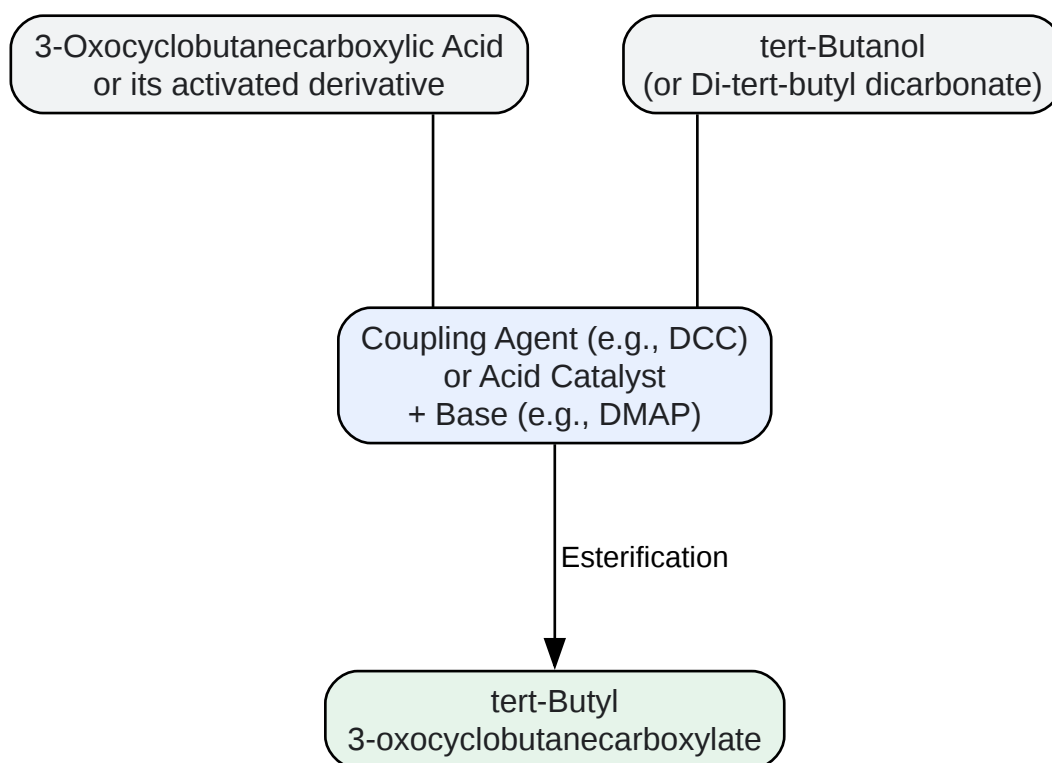 3-Oxocyclobutanecarboxylic Acid
or its activated derivative
tert-Butanol
(or Di-tert-butyl dicarbonate)
Coupling Agent (e.g., DCC)
or Acid Catalyst
+ Base (e.g., DMAP)
Esterification
tert-Butyl
3-oxocyclobutanecarboxylate